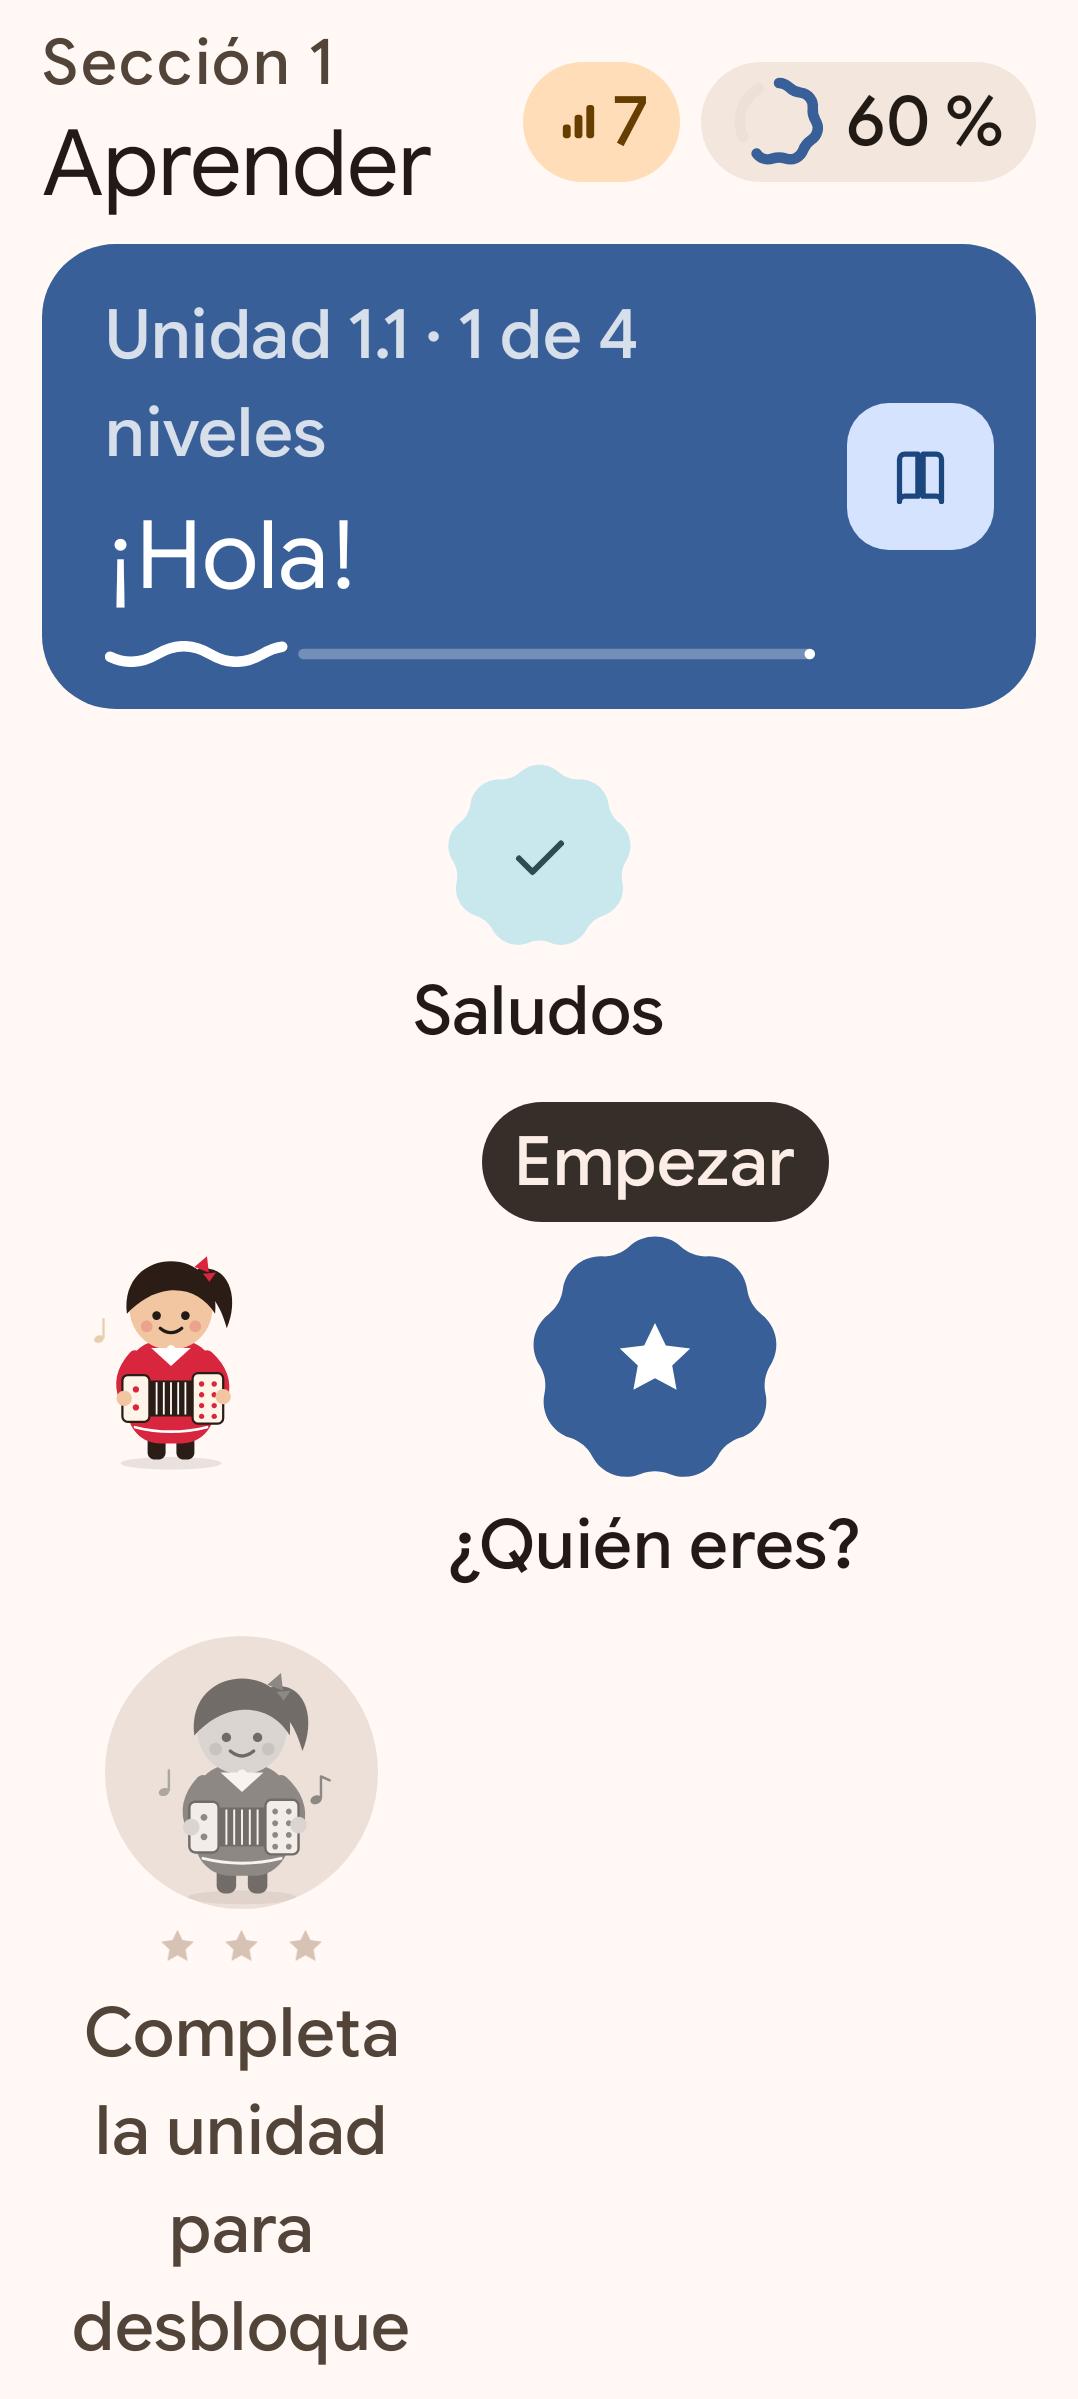 Sección 1
Aprender
7
60 %
Unidad 1.1 · 1 de 4
niveles
¡Hola!
Saludos
Empezar
¿Quién eres?
Completa
la unidad
para
desbloque